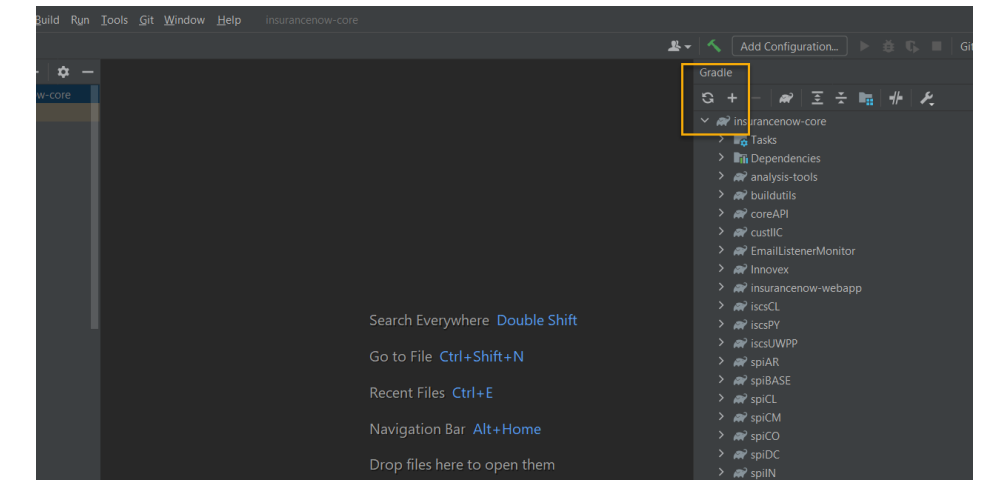 Build Run Tools Git Window Help insurancenow-core
Add Configuration... Git
Gradle
w-core
insurancenow-core
Tasks
Dependencies
analysis-tools
buildutils
coreAPI
custIIC
EmailListenerMonitor
Innovex
insurancenow-webapp
iscsCL
iscsPY
iscsUWPP
spiAR
spiBASE
spiCL
spiCM
spiCO
spiDC
spiIN
Search Everywhere Double Shift
Go to File Ctrl+Shift+N
Recent Files Ctrl+E
Navigation Bar Alt+Home
Drop files here to open them